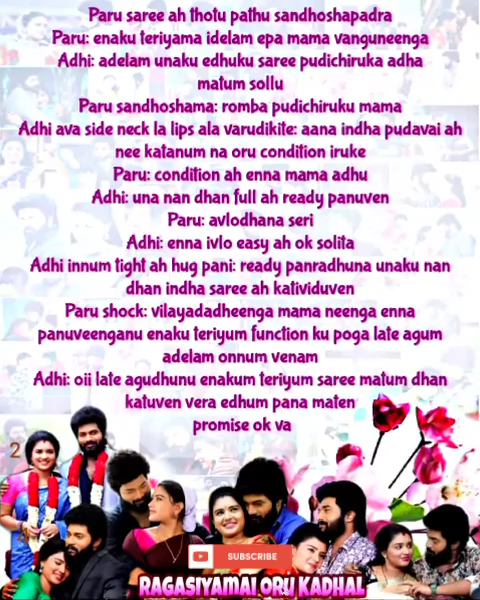 Paru saree ah thotu pathu sandhoshapadra
Paru: enaku teriyama idelam epa mama vanguneenga
Adhi: adelam unaku edhuku saree pudichiruka adha
matum sollu
Paru sandhoshama: romba pudichiruku mama
Adhi ava side neck la lips ala varudikite: aana indha pudavai ah
nee katanum na oru condition iruke
Paru: condition ah enna mama adhu
Adhi: una nan dhan full ah ready panuven
Paru: avlodhana seri
Adhi: enna ivlo easy ah ok solita
Adhi innum tight ah hug pani: ready panradhuna unaku nan
dhan indha saree ah katividuven
Paru shock: vilayadadheenga mama neenga enna
panuveenganu enaku teriyum function ku poga late agum
adelam onnum venam
Adhi: oii late agudhunu enakum teriyum saree matum dhan
katuven vera edhum pana maten
promise ok va
2
SUBSCRIBE
RAGASIYAMAI ORU KADHAL